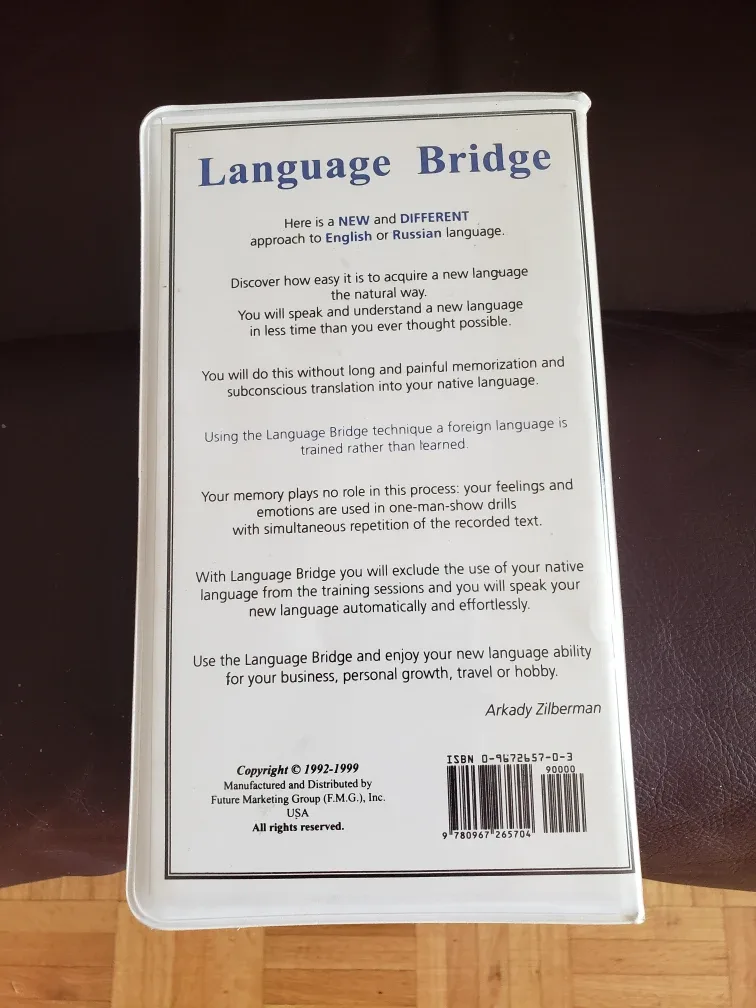 Language Bridge
Here is a NEW and DIFFERENT
approach to English or Russian language.
Discover how easy it is to acquire a new language
the natural way.
You will speak and understand a new language
in less time than you ever thought possible.
You will do this without long and painful memorization and
subconscious translation into your native language.
Using the Language Bridge technique a foreign language is
trained rather than learned.
Your memory plays no role in this process: your feelings and
emotions are used in one-man-show drills
with simultaneous repetition of the recorded text.
With Language Bridge you will exclude the use of your native
language from the training sessions and you will speak your
new language automatically and effortlessly.
Use the Language Bridge and enjoy your new language ability
for your business, personal growth, travel or hobby.
Arkady Zilberman
Copyright © 1992-1999
Manufactured and Distributed by
Future Marketing Group (F.M.G.), Inc.
USA
All rights reserved.
ISBN 0-9672657-0-3
90000
9 780967 265704